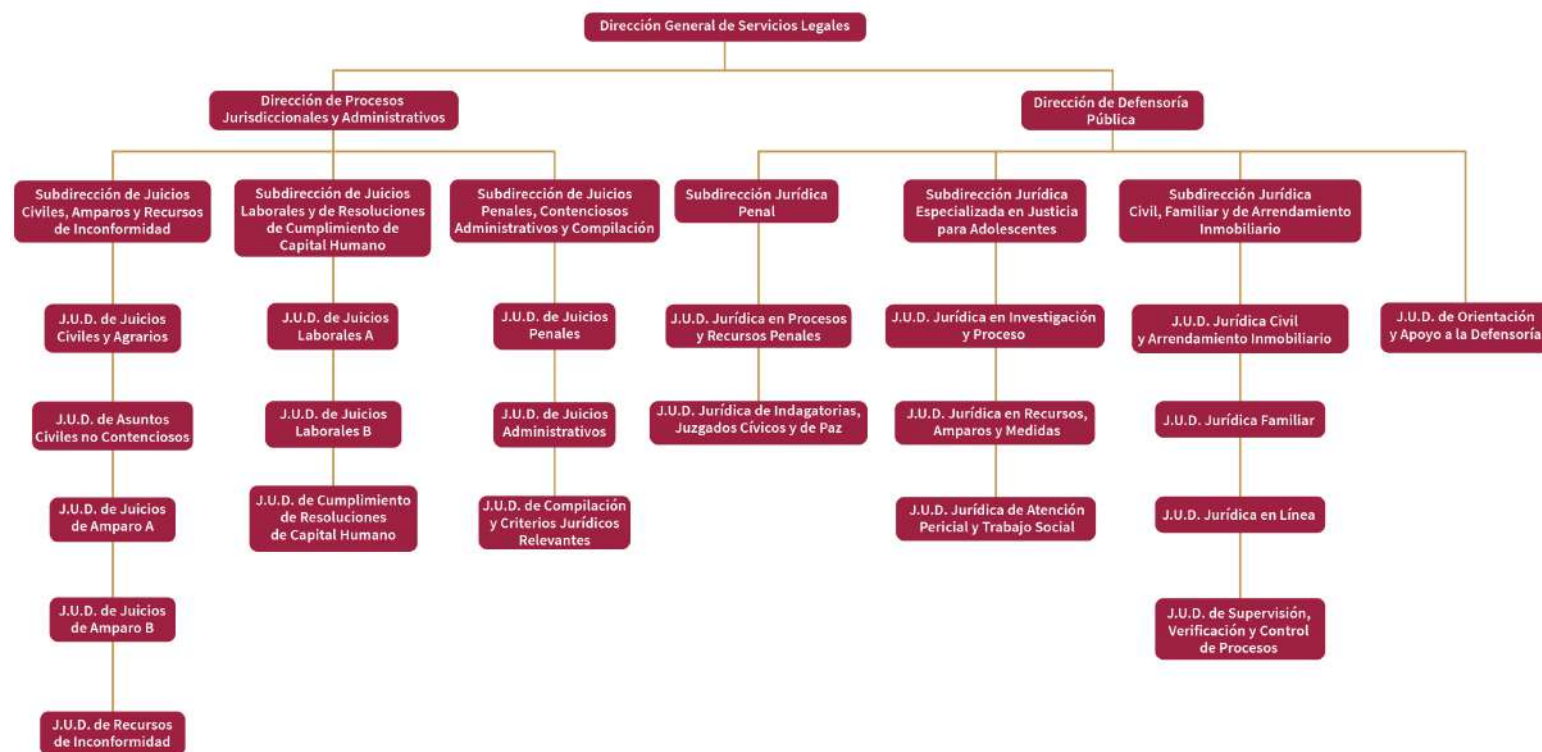 Dirección General de Servicios Legales
Dirección de Procesos
Jurisdiccionales y Administrativos
Dirección de Defensoría
Pública
Subdirección de Juicios
Civiles, Amparos y Recursos
de Inconformidad
Subdirección de Juicios
Laborales y de Resoluciones
de Cumplimiento de
Capital Humano
Subdirección de Juicios
Penales, Contenciosos
Administrativos y Compilación
Subdirección Jurídica
Penal
Subdirección Jurídica
Especializada en Justicia
para Adolescentes
Subdirección Jurídica
Civil, Familiar y de Arrendamiento
Inmobiliario
J.U.D. de Juicios
Civiles y Agrarios
J.U.D. de Juicios
Laborales A
J.U.D. de Juicios
Penales
J.U.D. Jurídica en Procesos
y Recursos Penales
J.U.D. Jurídica en Investigación
y Proceso
J.U.D. Jurídica Civil
y Arrendamiento Inmobiliario
J.U.D. de Orientación
y Apoyo a la Defensoría
J.U.D. de Asuntos
Civiles no Contenciosos
J.U.D. de Juicios
Laborales B
J.U.D. de Juicios
Administrativos
J.U.D. Jurídica de Indagatorias,
Juzgados Cívicos y de Paz
J.U.D. Jurídica en Recursos,
Amparos y Medidas
J.U.D. Jurídica Familiar
J.U.D. de Juicios
de Amparo A
J.U.D. de Cumplimiento
de Resoluciones
de Capital Humano
J.U.D. de Compilación
y Criterios Jurídicos
Relevantes
J.U.D. Jurídica de Atención
Pericial y Trabajo Social
J.U.D. Jurídica en Línea
J.U.D. de Juicios
de Amparo B
J.U.D. de Supervisión,
Verificación y Control
de Procesos
J.U.D. de Recursos
de Inconformidad